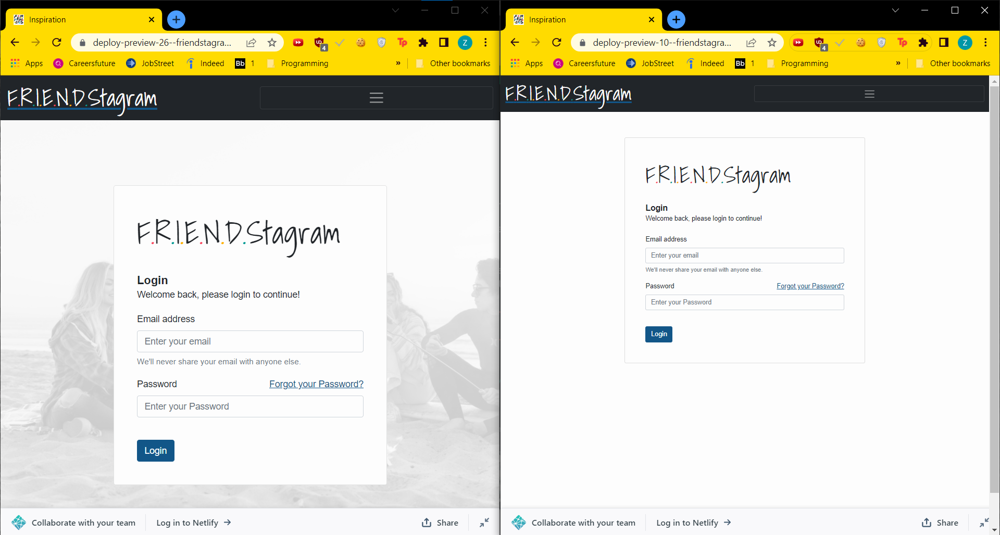 Inspiration
deploy-preview-26--friendstagra...
4
Tp
Z
Apps
Careersfuture
JobStreet
Indeed
Bb 1
Programming
»
Other bookmarks
F.R.I.E.N.D.Stagram
F.R.I.E.N.D.Stagram
Login
Welcome back, please login to continue!
Email address
Enter your email
We'll never share your email with anyone else.
Password
Forgot your Password?
Enter your Password
Login
Collaborate with your team
Log in to Netlify →
Share
Inspiration
deploy-preview-10--friendstagra...
4
Tp
Z
Apps
Careersfuture
JobStreet
Indeed
Bb 1
Programming
»
Other bookmarks
F.R.I.E.N.D.Stagram
F.R.I.E.N.D.Stagram
Login
Welcome back, please login to continue!
Email address
Enter your email
We'll never share your email with anyone else.
Password
Forgot your Password?
Enter your Password
Login
Collaborate with your team
Log in to Netlify →
Share